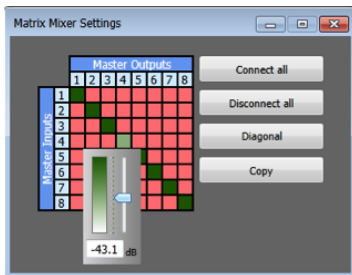 Matrix Mixer Settings
Master Outputs
1 2 3 4 5 6 7 8
Master Inputs
1
2
3
4
5
6
7
8
-43.1 dB
Connect all
Disconnect all
Diagonal
Copy